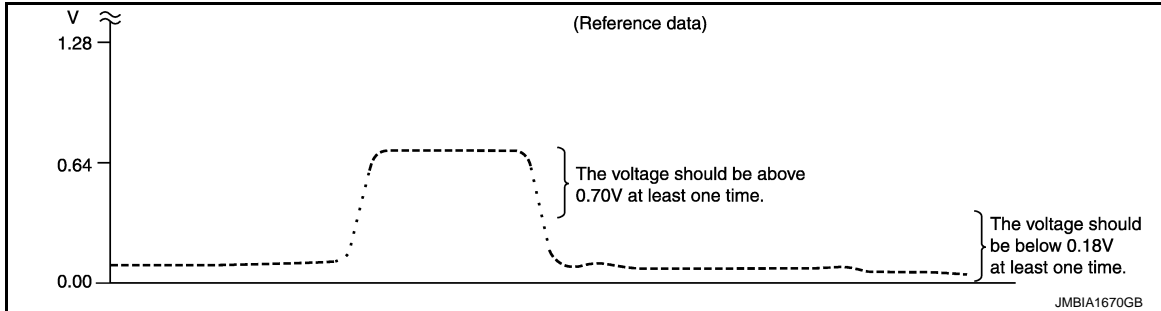 V
(Reference data)
1.28
0.64
The voltage should be above
0.70V at least one time.
The voltage should
be below 0.18V
at least one time.
0.00
JMBIA1670GB